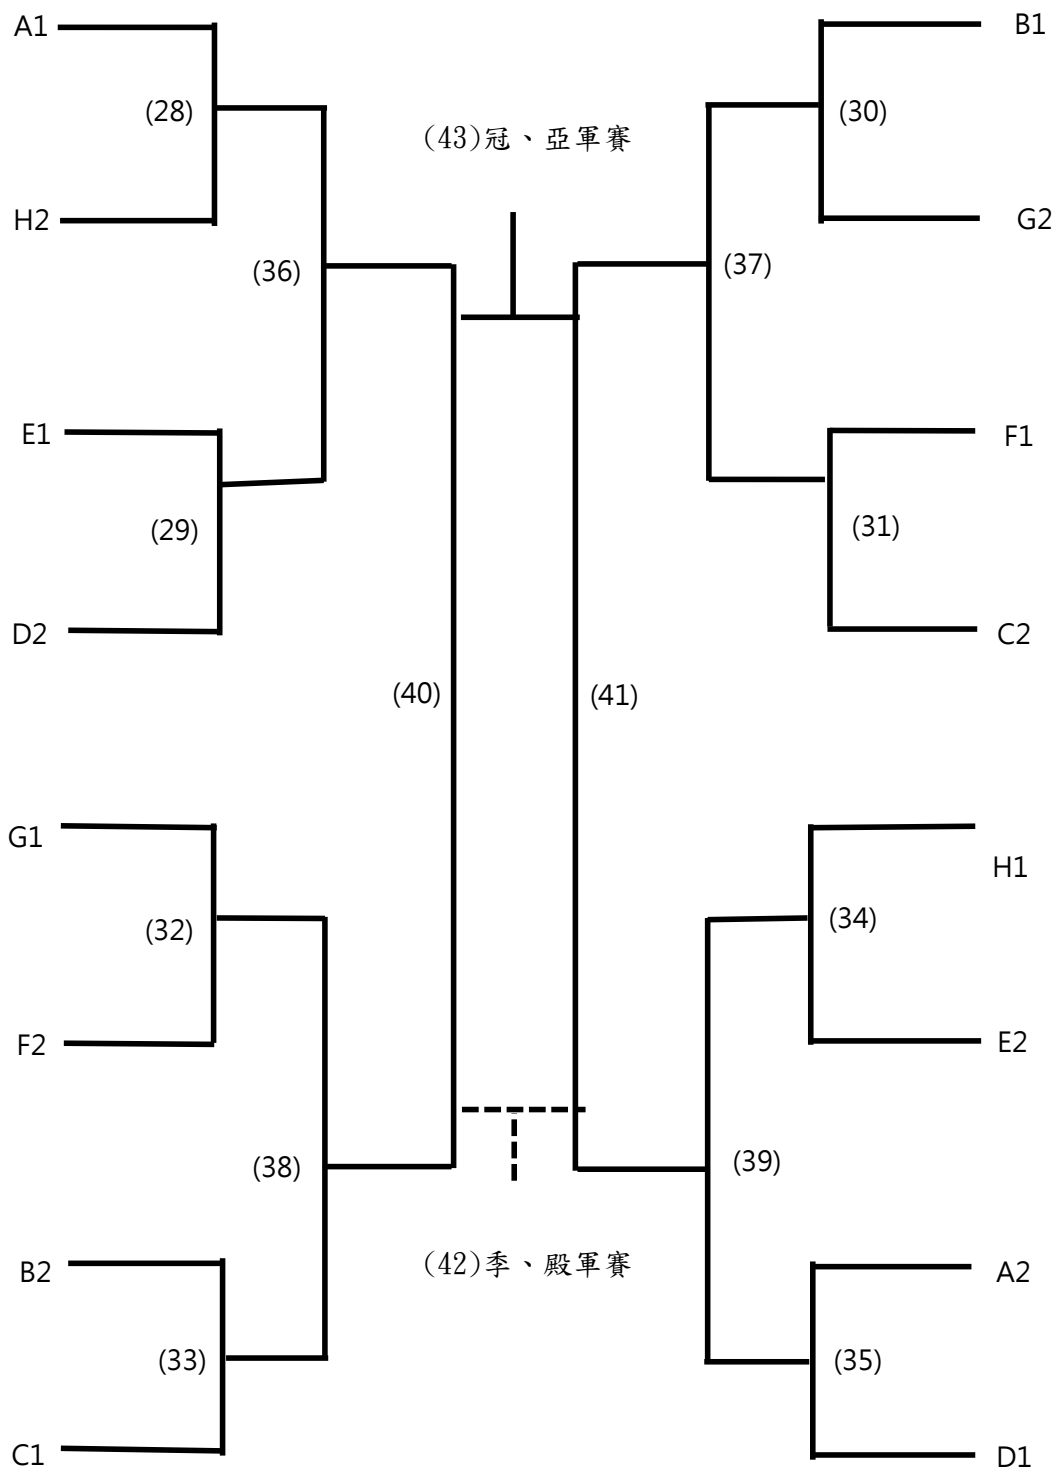 A1
B1
(28)
(30)
(43)冠、亞軍賽
H2
G2
(36)
(37)
E1
F1
(29)
(31)
D2
C2
(40)
(41)
G1
H1
(32)
(34)
F2
E2
(38)
(39)
(42)季、殿軍賽
B2
A2
(33)
(35)
C1
D1